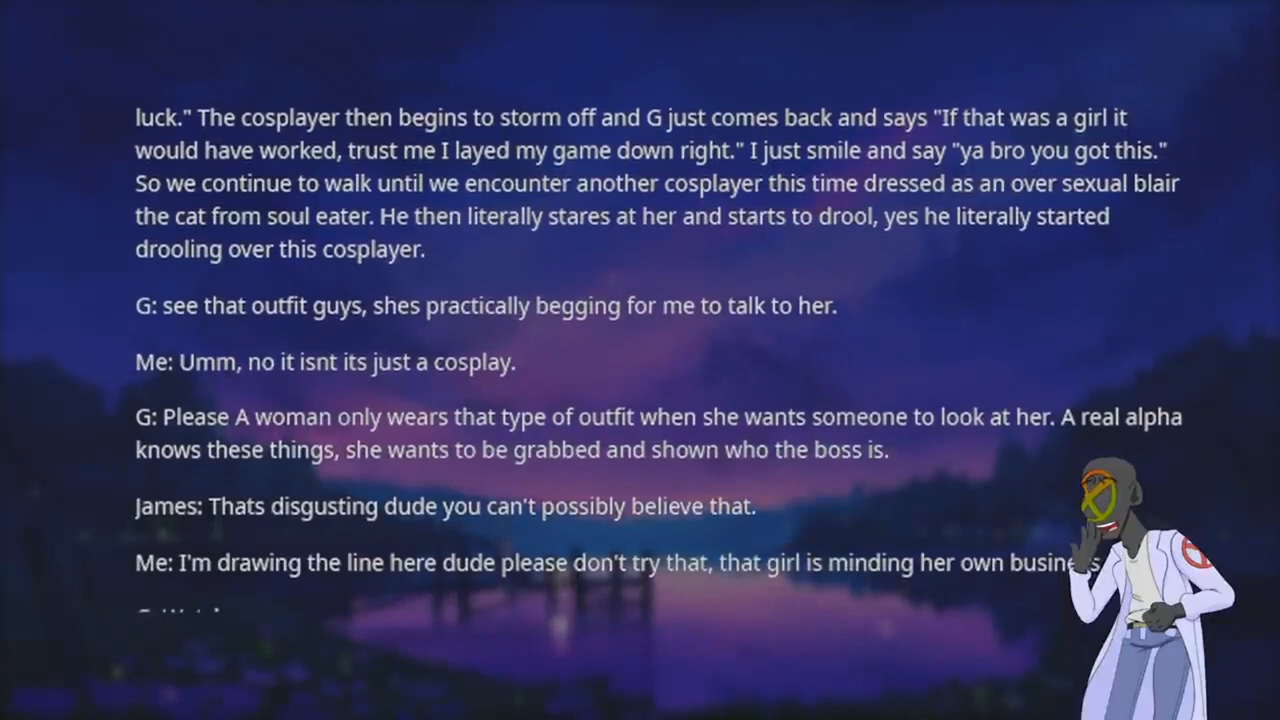 luck." The cosplayer then begins to storm off and G just comes back and says "If that was a girl it
would have worked, trust me I layed my game down right." I just smile and say "ya bro you got this."
So we continue to walk until we encounter another cosplayer this time dressed as an over sexual blair
the cat from soul eater. He then literally stares at her and starts to drool, yes he literally started
drooling over this cosplayer.
G: see that outfit guys, shes practically begging for me to talk to her.
Me: Umm, no it isnt its just a cosplay.
G: Please A woman only wears that type of outfit when she wants someone to look at her. A real alpha
knows these things, she wants to be grabbed and shown who the boss is.
James: Thats disgusting dude you can't possibly believe that.
Me: I'm drawing the line here dude please don't try that, that girl is minding her own business